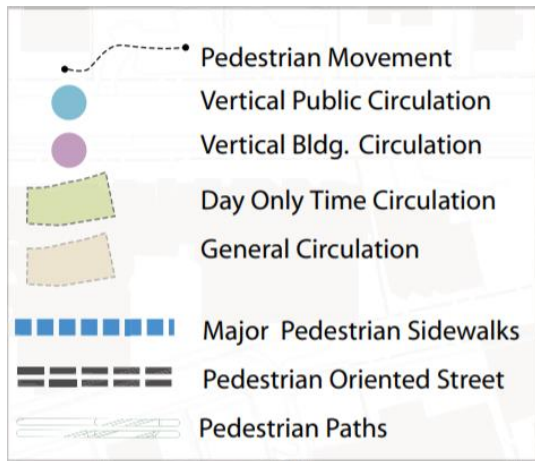 Pedestrian Movement
Vertical Public Circulation
Vertical Bldg. Circulation
Day Only Time Circulation
General Circulation
Major Pedestrian Sidewalks
Pedestrian Oriented Street
Pedestrian Paths